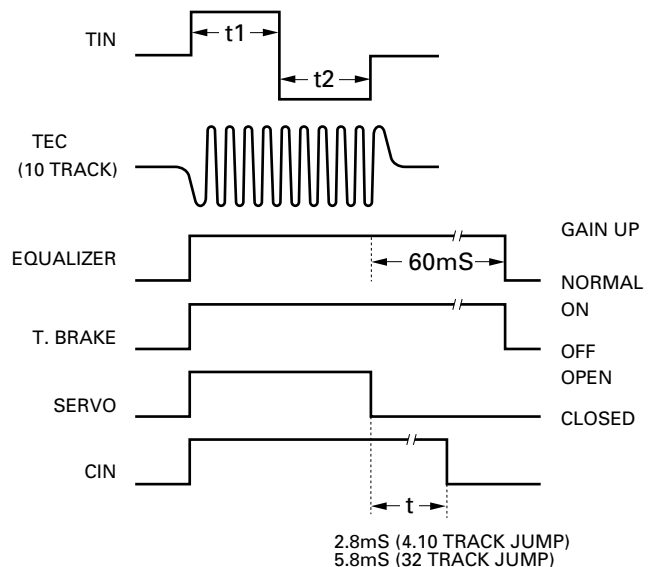 TIN
t1
t2
TEC
(10 TRACK)
EQUALIZER
60mS
GAIN UP
NORMAL
T. BRAKE
ON
OFF
SERVO
OPEN
CLOSED
CIN
t
2.8mS (4.10 TRACK JUMP)
5.8mS (32 TRACK JUMP)